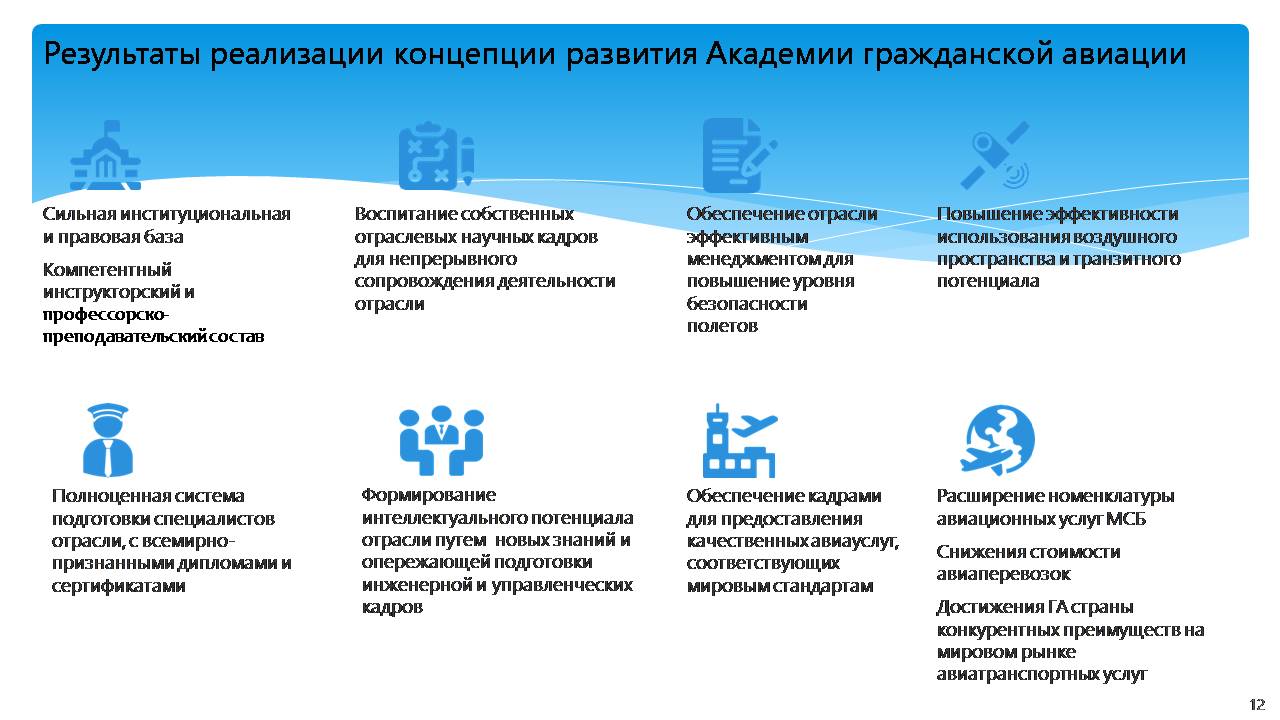 Результаты реализации концепции развития Академии гражданской авиации
Сильная институциональная
и правовая база
Компетентный
инструкторский и
профессорско-
преподавательский состав
Воспитание собственных
отраслевых научных кадров
для непрерывного
сопровождения деятельности
отрасли
Обеспечение отрасли
эффективным
менеджментом для
повышение уровня
безопасности
полетов
Повышение эффективности
использования воздушного
пространства и транзитного
потенциала
Полноценная система
подготовки специалистов
отрасли, с всемирно-
признанными дипломами и
сертификатами
Формирование
интеллектуального потенциала
отрасли путем новых знаний и
опережающей подготовки
инженерной и управленческих
кадров
Обеспечение кадрами
для предоставления
качественных авиауслуг,
соответствующих
мировым стандартам
Расширение номенклатуры
авиационных услуг МСБ
Снижения стоимости
авиаперевозок
Достижения ГА страны
конкурентных преимуществ на
мировом рынке
авиатранспортных услуг
12